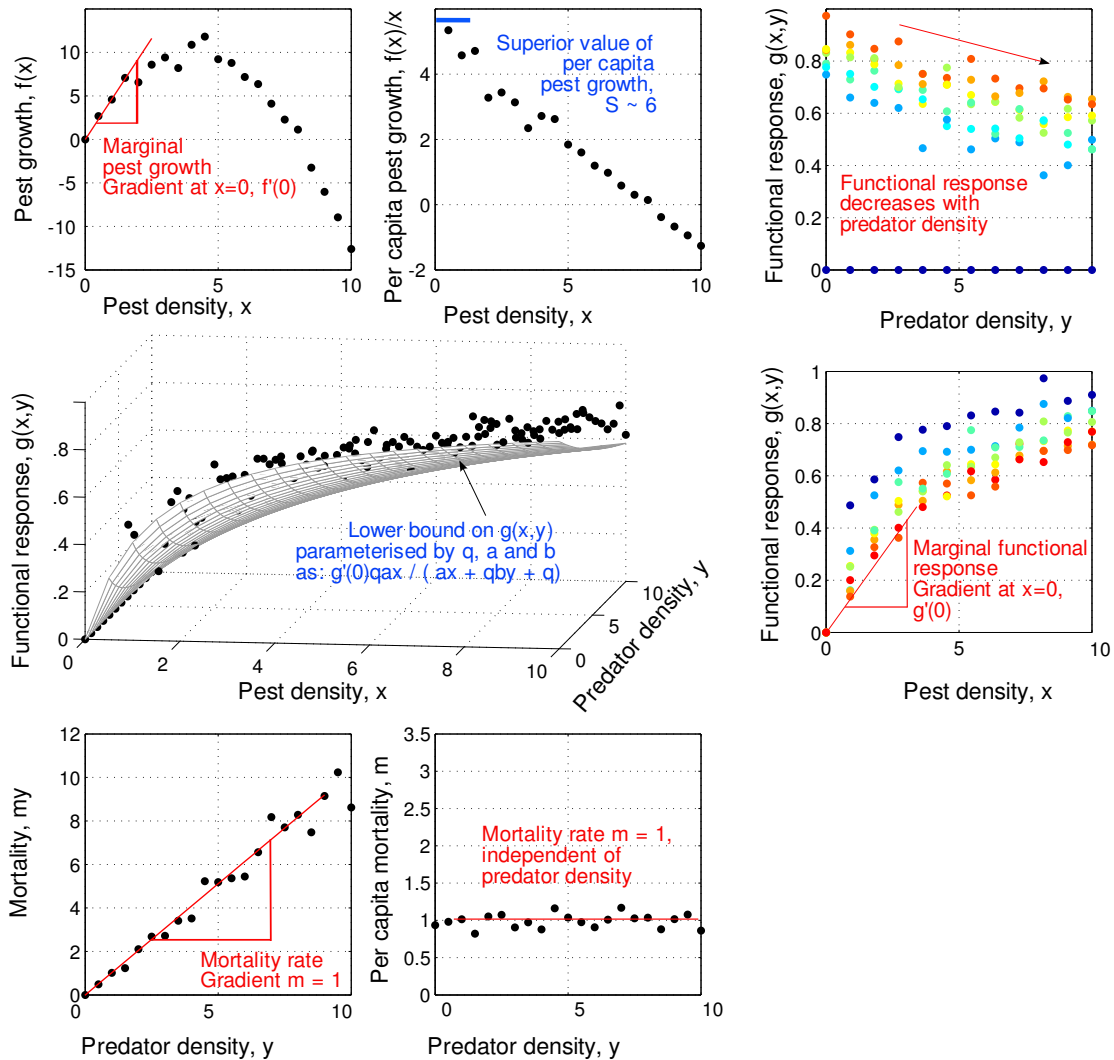 Pest growth, f(x)
10
5
0
-5
-10
-15
0
5
10
Pest density, x
Marginal
pest growth
Gradient at x=0, f'(0)
Per capita pest growth, f(x)/x
4
2
0
-2
0
5
10
Pest density, x
Superior value of
per capita
pest growth,
S ~ 6
Functional response, g(x,y)
1
0.8
0.6
0.4
0.2
0
0
5
10
Predator density, y
Functional response
decreases with
predator density
Functional response, g(x,y)
.8
.6
.4
.2
0
0
2
4
6
8
10
Pest density, x
0
5
10
Predator density, y
Lower bound on g(x,y)
parameterised by q, a and b
as: g'(0)qax / ( ax + qby + q)
Functional response, g(x,y)
1
0.8
0.6
0.4
0.2
0
0
5
10
Pest density, x
Marginal functional
response
Gradient at x=0,
g'(0)
Mortality, my
12
10
8
6
4
2
0
0
5
10
Predator density, y
Mortality rate
Gradient m = 1
Per capita mortality, m
3.5
3
2.5
2
1.5
1
0.5
0
0
5
10
Predator density, y
Mortality rate m = 1,
independent of
predator density